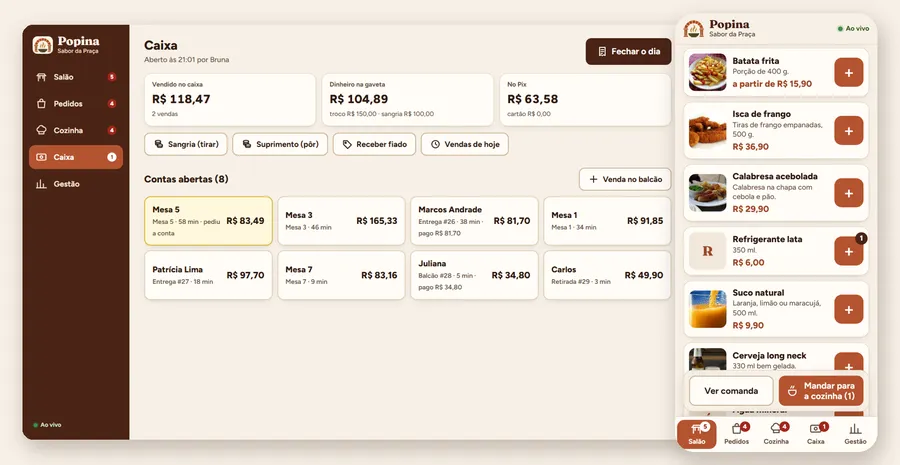 Popina
Sabor da Praça
Salão 5
Pedidos 4
Cozinha 4
Caixa 1
Gestão
Ao vivo
Caixa
Aberto às 21:01 por Bruna
Fechar o dia
Vendido no caixa
R$ 118,47
2 vendas
Dinheiro na gaveta
R$ 104,89
troco R$ 150,00 · sangria R$ 100,00
No Pix
R$ 63,58
cartão R$ 0,00
Sangria (tirar)
Suprimento (pôr)
Receber fiado
Vendas de hoje
Contas abertas (8)
Venda no balcão
Mesa 5
Mesa 5 · 58 min · pediu
a conta
R$ 83,49
Mesa 3
Mesa 3 · 46 min
R$ 165,33
Marcos Andrade
Entrega #26 · 38 min ·
pago R$ 81,70
R$ 81,70
Mesa 1
Mesa 1 · 34 min
R$ 91,85
Patrícia Lima
Entrega #27 · 18 min
R$ 97,70
Mesa 7
Mesa 7 · 9 min
R$ 83,16
Juliana
Balcão #28 · 5 min ·
pago R$ 34,80
R$ 34,80
Carlos
Retirada #29 · 3 min
R$ 49,90
Popina
Sabor da Praça
Ao vivo
Batata frita
Porção de 400 g.
a partir de R$ 15,90
Isca de frango
Tiras de frango empanadas,
500 g.
R$ 36,90
Calabresa acebolada
Calabresa na chapa com
cebola e pão.
R$ 29,90
R
Refrigerante lata
350 ml.
R$ 6,00
1
Suco natural
Laranja, limão ou maracujá,
500 ml.
R$ 9,90
Cerveja long neck
330 ml bem gelada.
Ver comanda
Mandar para
a cozinha (1)
Água mineral
5
4
4
1
Salão
Pedidos
Cozinha
Caixa
Gestão